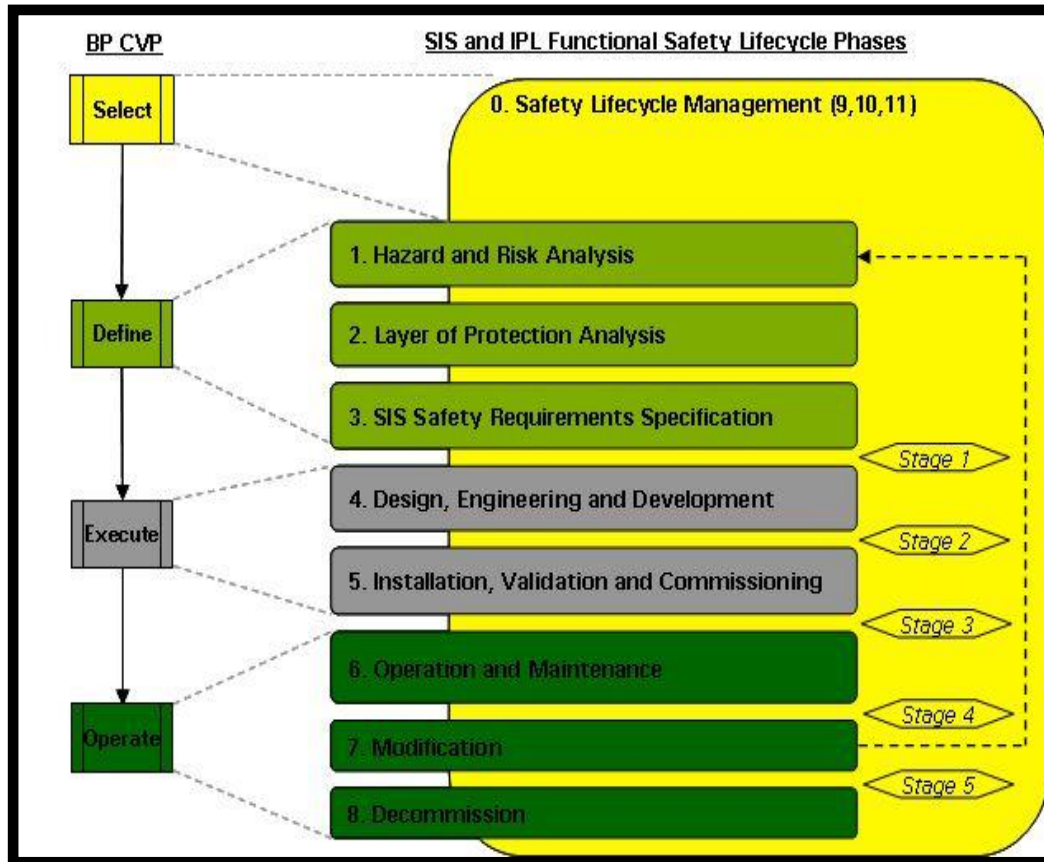 BP CVP
SIS and IPL Functional Safety Lifecycle Phases
Select
0. Safety Lifecycle Management (9,10,11)
1. Hazard and Risk Analysis
Define
2. Layer of Protection Analysis
3. SIS Safety Requirements Specification
Stage 1
4. Design, Engineering and Development
Execute
Stage 2
5. Installation, Validation and Commissioning
Stage 3
6. Operation and Maintenance
Operate
Stage 4
7. Modification
Stage 5
8. Decommission